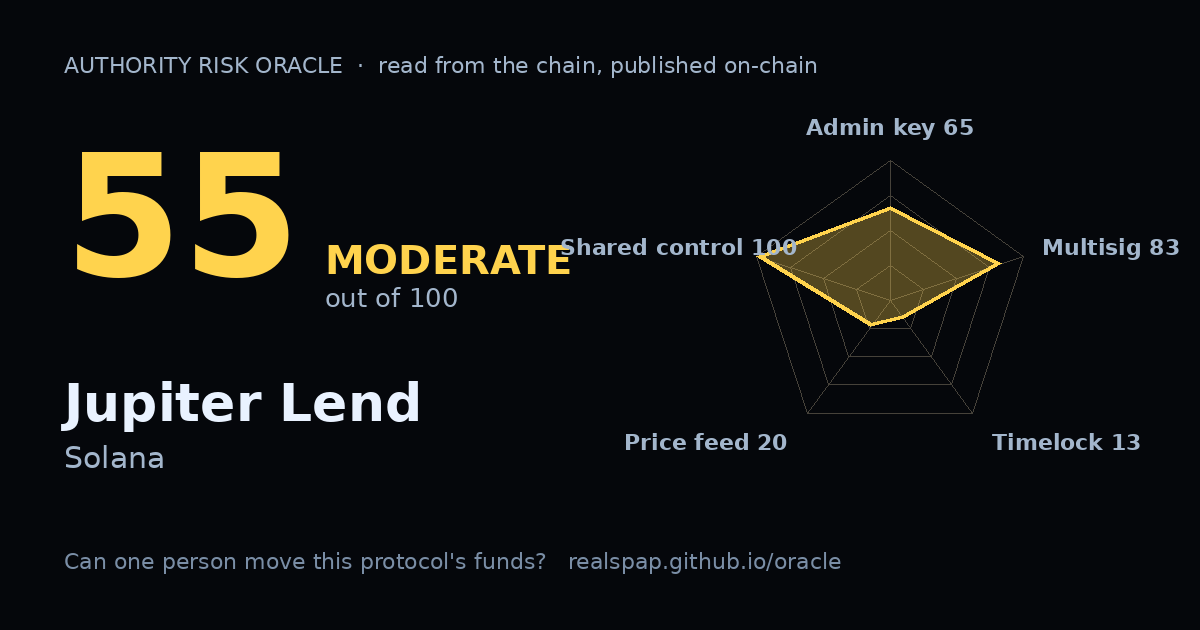 AUTHORITY RISK ORACLE · read from the chain, published on-chain
55
MODERATE
out of 100
Jupiter Lend
Solana
Admin key 65
Shared control 100
Multisig 83
Price feed 20
Timelock 13
Can one person move this protocol's funds? realspap.github.io/oracle